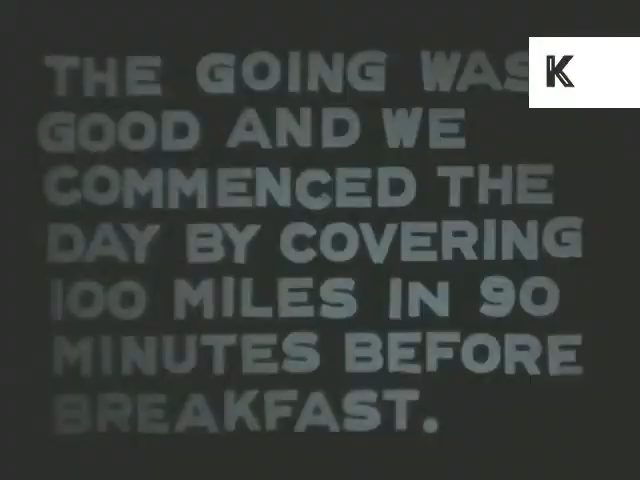 THE GOING WAS
K
GOOD AND WE
COMMENCED THE
DAY BY COVERING
100 MILES IN 90
MINUTES BEFORE
BREAKFAST.